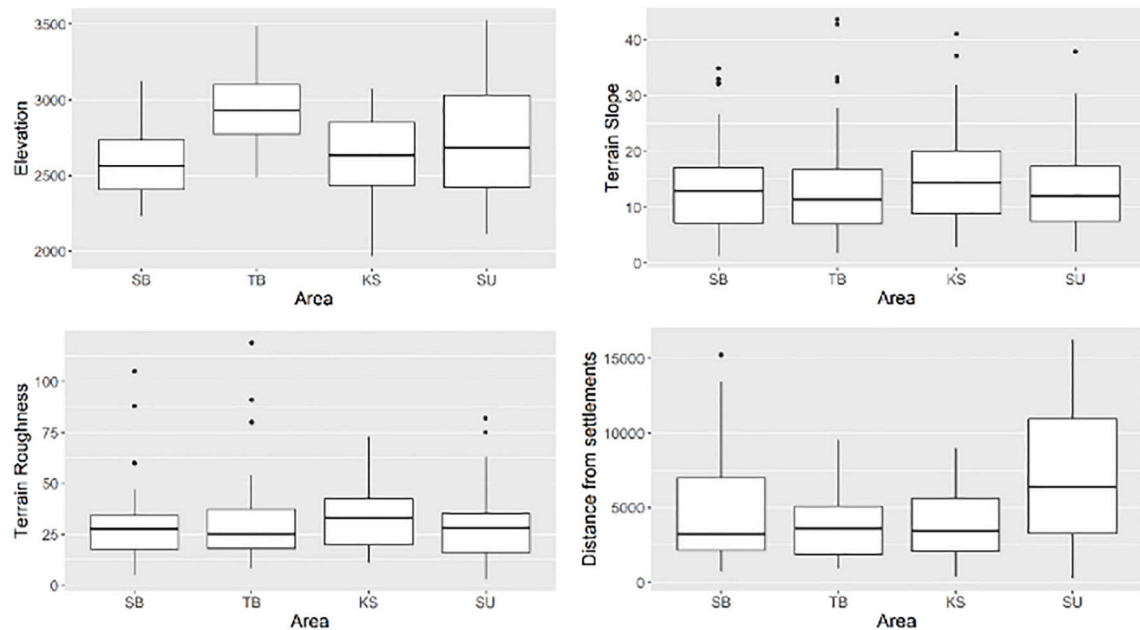 Elevation
3500
3000
2500
2000
SB TB KS SU
Area
Terrain Slope
40
30
20
10
0
SB TB KS SU
Area
Terrain Roughness
100
75
50
25
0
SB TB KS SU
Area
Distance from settlements
15000
10000
5000
0
SB TB KS SU
Area